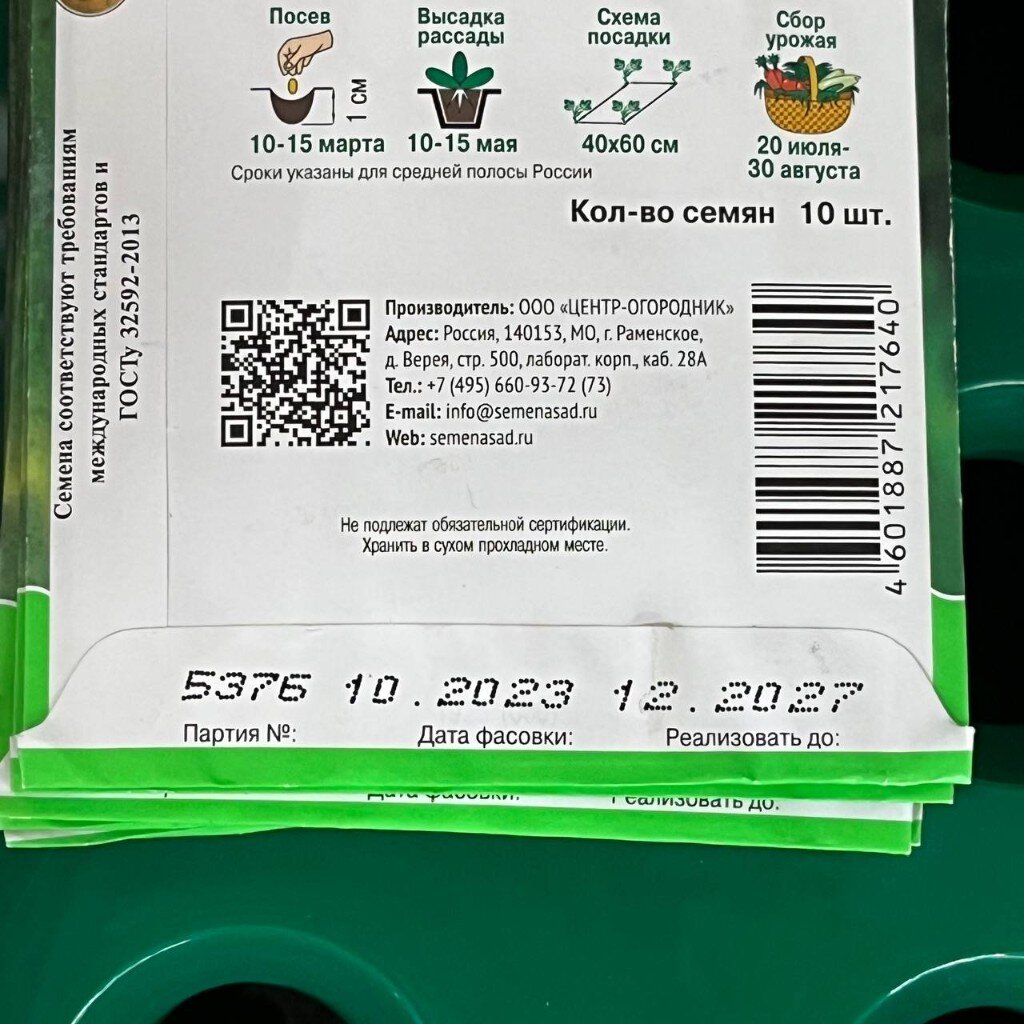 Посев
1 см
10-15 марта
Высадка
рассады
10-15 мая
Схема
посадки
40х60 см
Сбор
урожая
20 июля-
30 августа
Сроки указаны для средней полосы России
Кол-во семян 10 шт.
Семена соответствуют требованиям
международных стандартов и
ГОСТу 32592-2013
Производитель: ООО «ЦЕНТР-ОГОРОДНИК»
Адрес: Россия, 140153, МО, г. Раменское,
д. Верея, стр. 500, лаборат. корп., каб. 28А
Тел.: +7 (495) 660-93-72 (73)
E-mail: info@semenasad.ru
Web: semenasad.ru
4 601887 217640
Не подлежат обязательной сертификации.
Хранить в сухом прохладном месте.
5376 10.2023 12.2027
Партия №: Дата фасовки: Реализовать до:
Дата фасовки: Реализовать до: